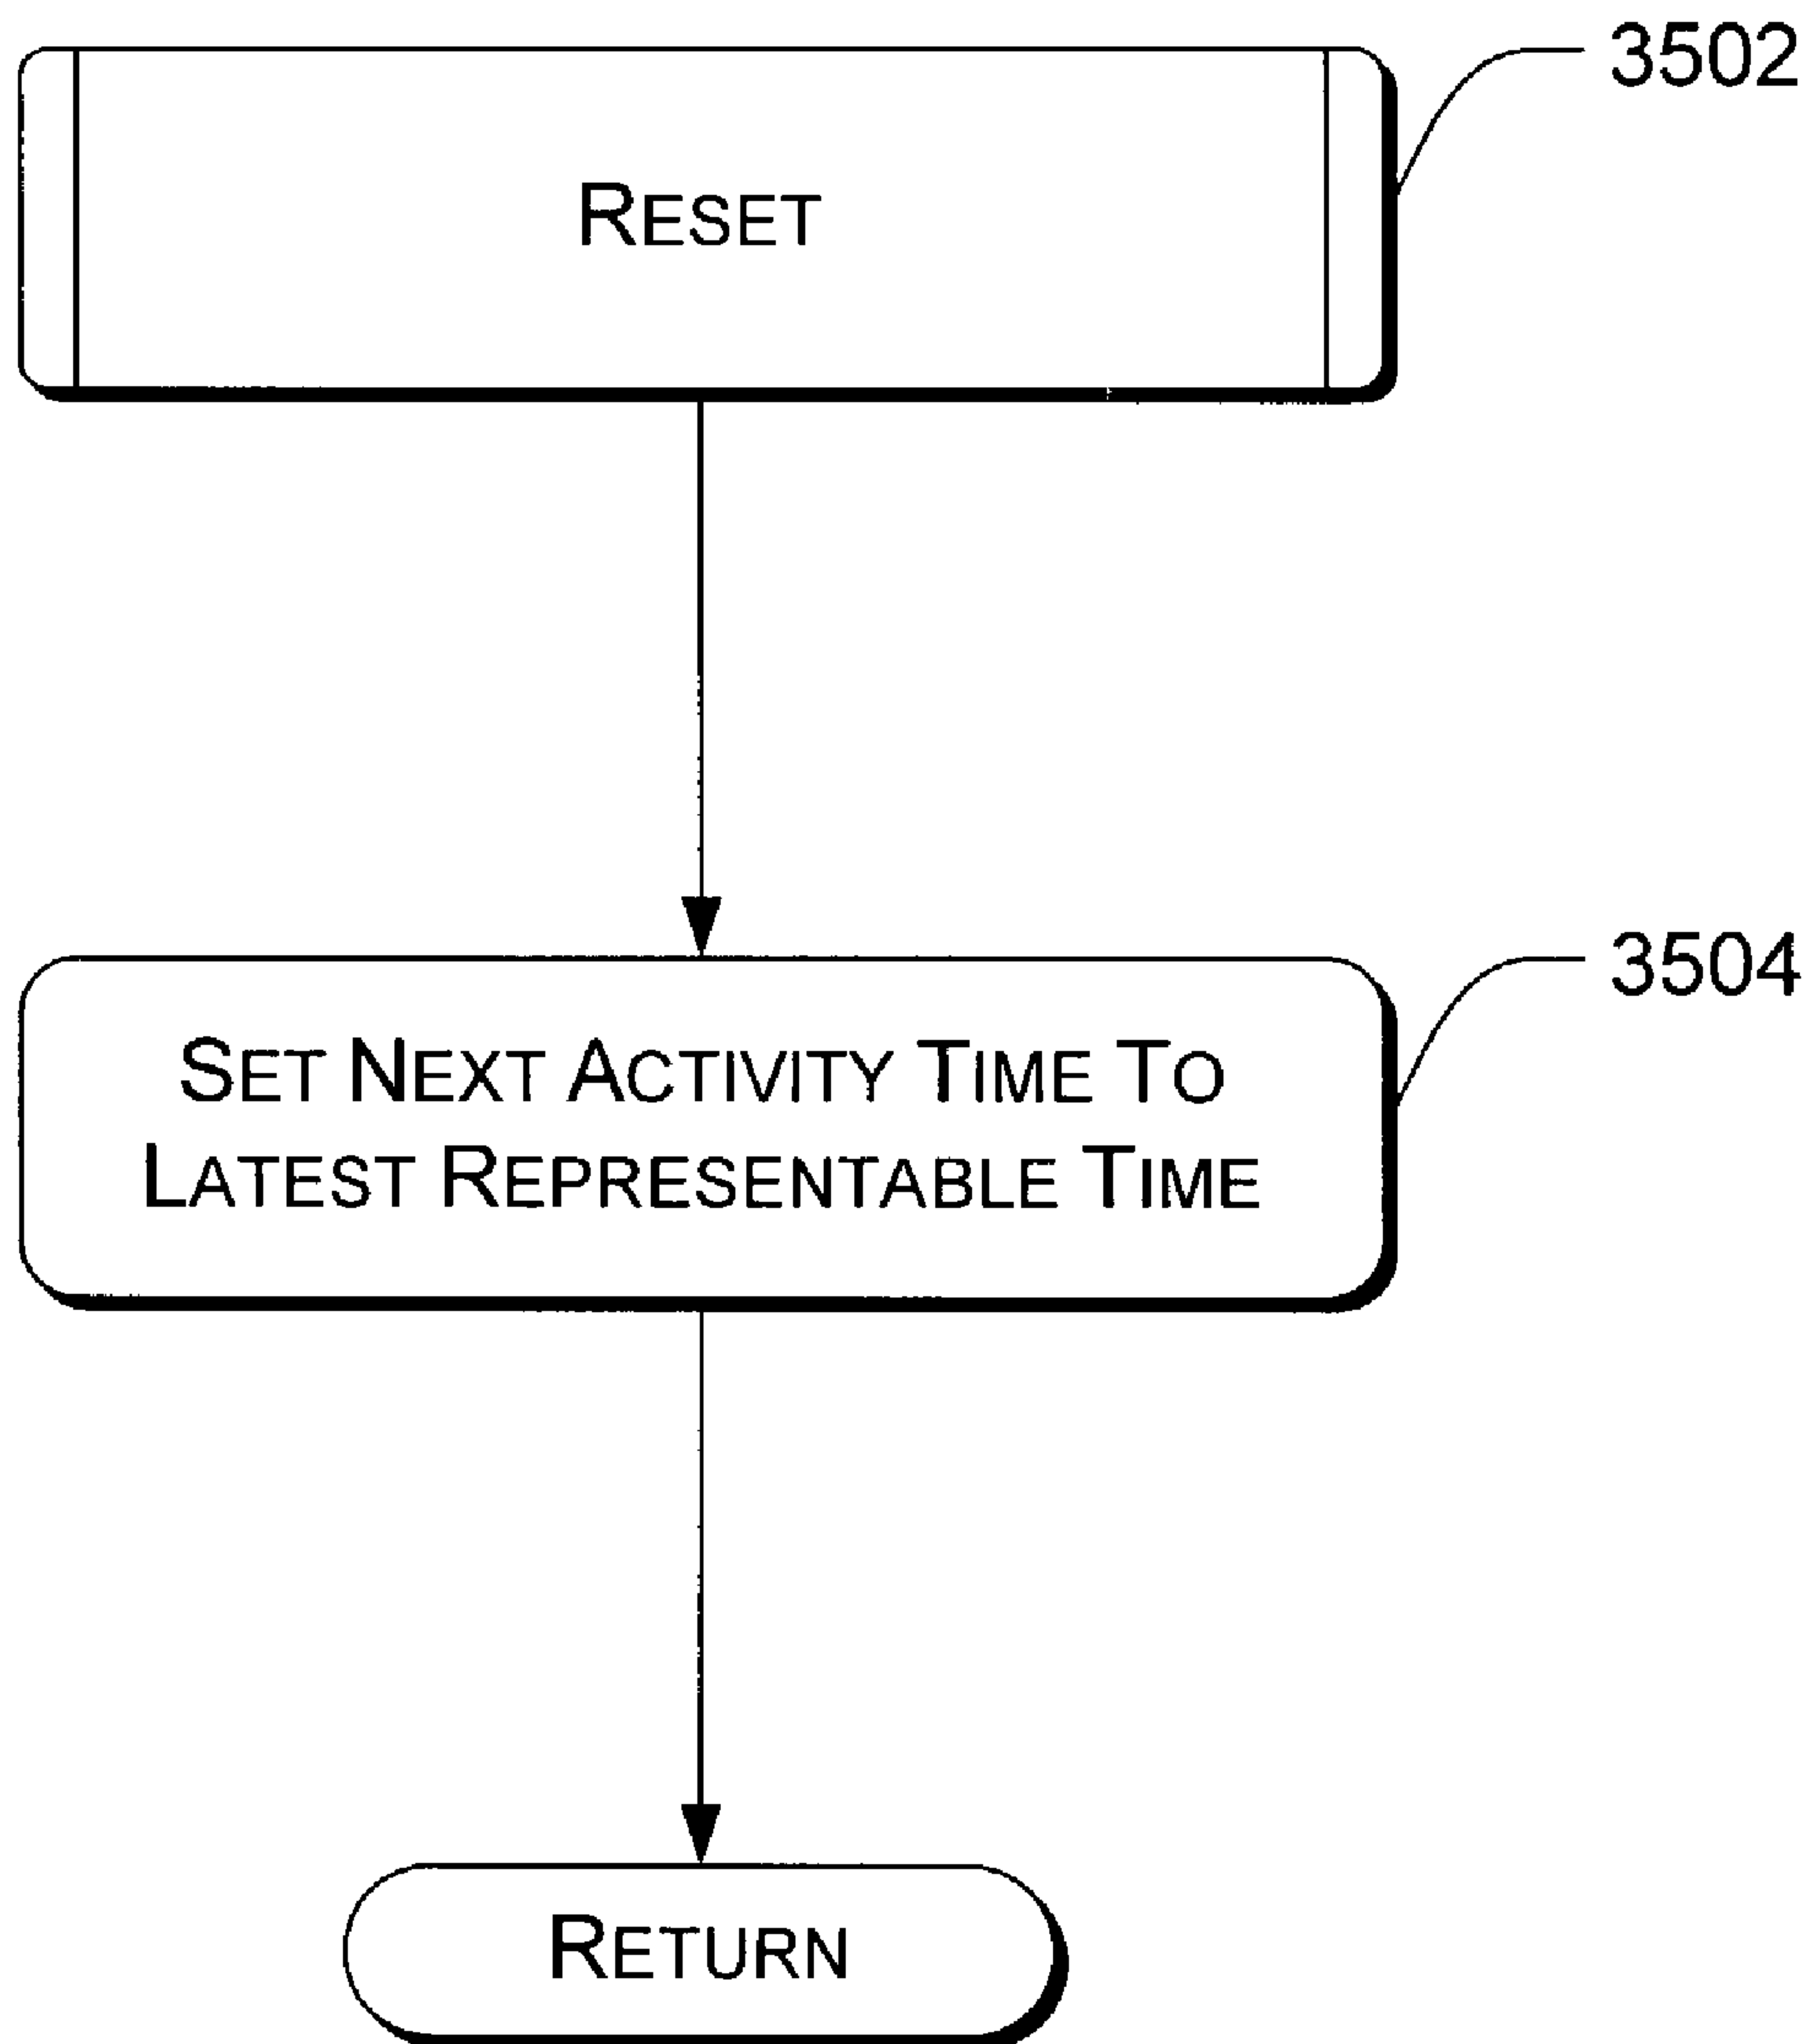 RESET
3502
SET NEXT ACTIVITY TIME TO
LATEST REPRESENTABLE TIME
3504
RETURN